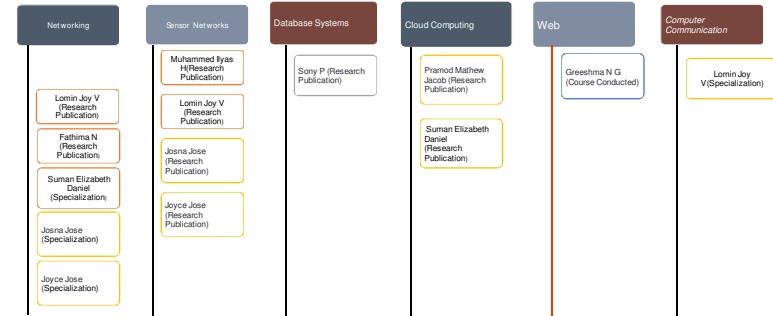 Networking
Lomin Joy V
(Research
Publication)
Fathima N
(Research
Publication)
Suman Elizabeth
Daniel
(Specialization)
Josna Jose
(Specialization)
Joyce Jose
(Specialization)
Sensor Networks
Muhammed Ilyas
H(Research
Publication)
Lomin Joy V
(Research
Publication)
Josna Jose
(Research
Publication)
Joyce Jose
(Research
Publication)
Database Systems
Sony P (Research
Publication)
Cloud Computing
Pramod Mathew
Jacob (Research
Publication)
Suman Elizabeth
Daniel
(Research
Publication)
Web
Greeshma N G
(Course Conducted)
Computer
Communication
Lomin Joy
V(Specialization)